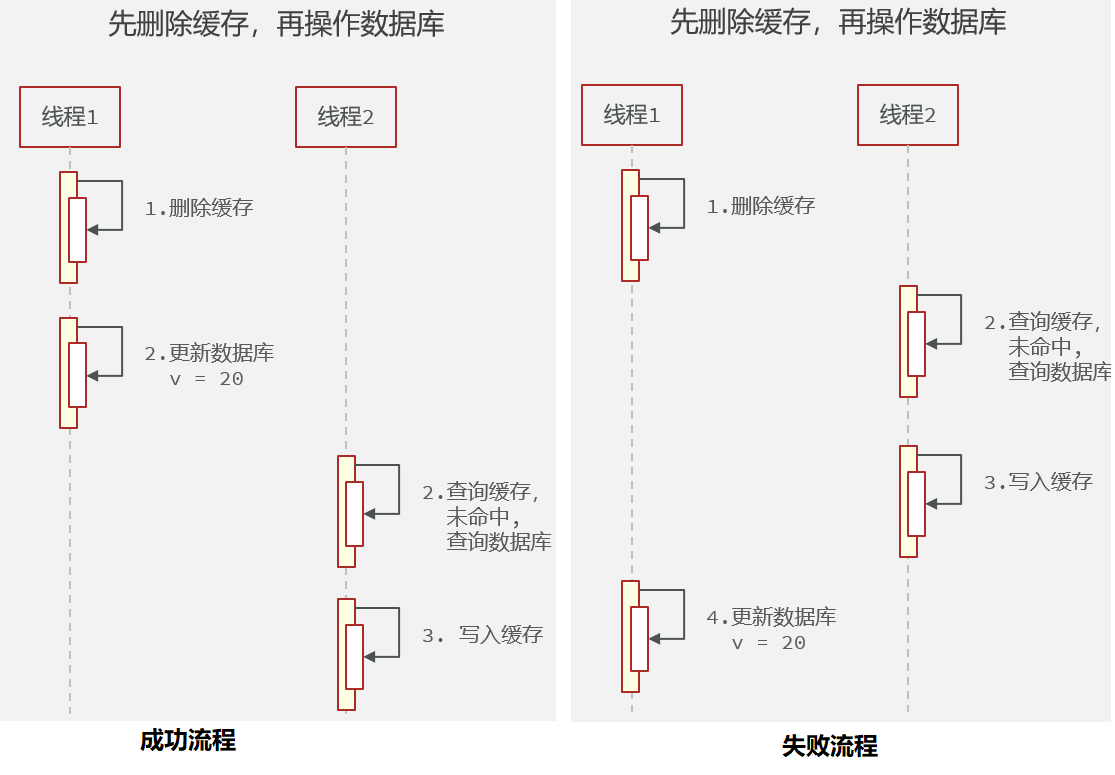 先删除缓存，再操作数据库
线程1
线程2
1.删除缓存
2.更新数据库
v = 20
2.查询缓存，
未命中，
查询数据库
3. 写入缓存
成功流程
先删除缓存，再操作数据库
线程1
线程2
1.删除缓存
2.查询缓存，
未命中，
查询数据库
3.写入缓存
4.更新数据库
v = 20
失败流程